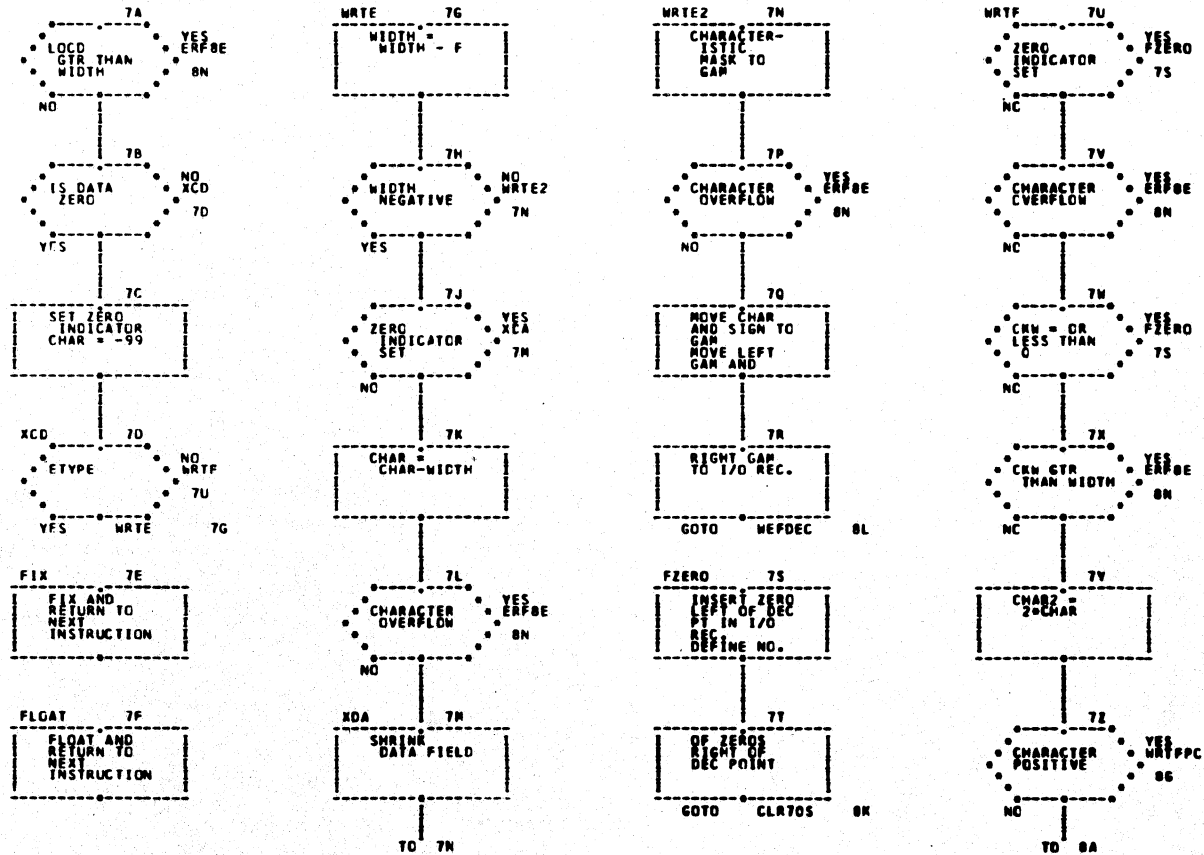 7A
YES
ERF8E
LOCD
GTR THAN
WIDTH
8N
NO
7B
NO
XCD
IS DATA
ZERO
7D
YES
7C
SET ZERO
INDICATOR
CHAR = -99
XCD 7D
NO
WRTF
ETYPE
7U
YES WRTE 7G
FIX 7E
FIX AND
RETURN TO
NEXT
INSTRUCTION
FLOAT 7F
FLOAT AND
RETURN TO
NEXT
INSTRUCTION
WRTE 7G
WIDTH =
WIDTH - F
7H
NO
WRTE2
WIDTH
NEGATIVE
7N
YES
7J
YES
XCA
ZERO
INDICATOR
SET
7M
NO
7K
CHAR =
CHAR-WIDTH
7L
YES
ERF8E
CHARACTER
OVERFLOW
8N
NO
XDA 7M
SHRINK
DATA FIELD
TO 7N
WRTE2 7N
CHARACTER-
ISTIC
MASK TO
GAM
7P
YES
ERF8E
CHARACTER
OVERFLOW
8N
NO
7Q
MOVE CHAR
AND SIGN TO
GAM
MOVE LEFT
GAM AND
7R
RIGHT GAM
TO I/O REC.
GOTO WEFDEC 8L
FZERO 7S
INSERT ZERO
LEFT OF DEC
PT IN I/O
REC.
DEFINE NO.
7T
OF ZEROS
RIGHT OF
DEC POINT
GOTO CLR70S 8K
WRTF 7U
YES
FZERO
ZERO
INDICATOR
SET
7S
NC
7V
YES
ERF8E
CHARACTER
CVERFLOW
8N
NC
7W
YES
FZERO
CKW = OR
LESS THAN
0
7S
NC
7X
YES
ERF8E
CKW GTR
THAN WIDTH
8N
NC
7Y
CHAR2 =
2*CHAR
7Z
YES
WRTFPC
CHARACTER
POSITIVE
8G
NO
TO 8A